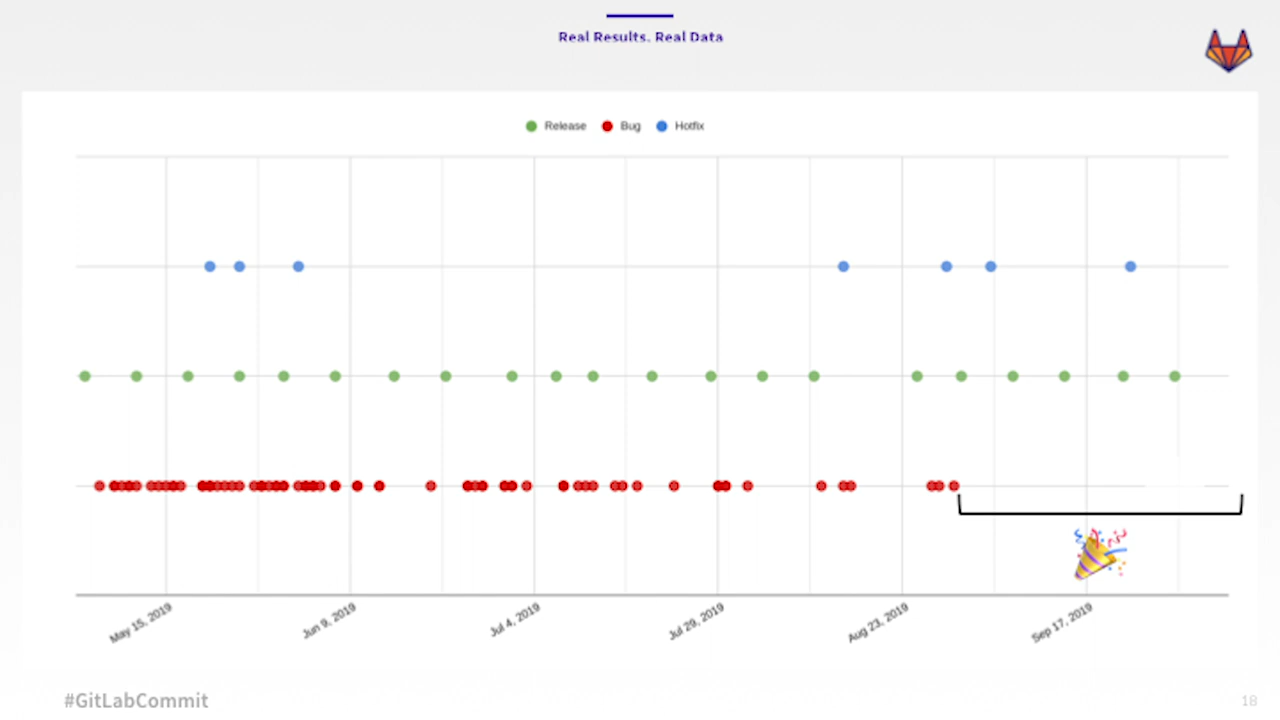 Real Results. Real Data
Release Bug Hotfix
May 15, 2019 Jun 9, 2019 Jul 4, 2019 Jul 29, 2019 Aug 23, 2019 Sep 17, 2019
#GitLabCommit
18